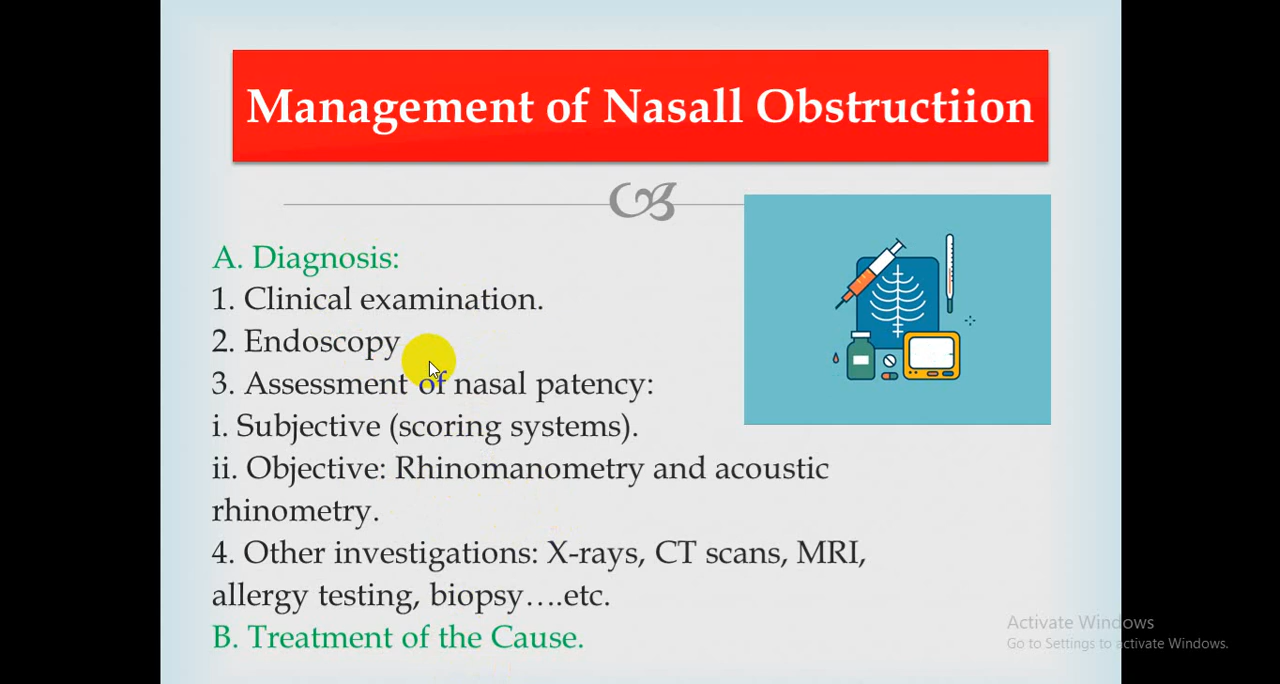 Management of Nasall Obstructiion
A. Diagnosis:
1. Clinical examination.
2. Endoscopy
3. Assessment of nasal patency:
i. Subjective (scoring systems).
ii. Objective: Rhinomanometry and acoustic
rhinometry.
4. Other investigations: X-rays, CT scans, MRI,
allergy testing, biopsy….etc.
B. Treatment of the Cause.
Activate Windows
Go to Settings to activate Windows.